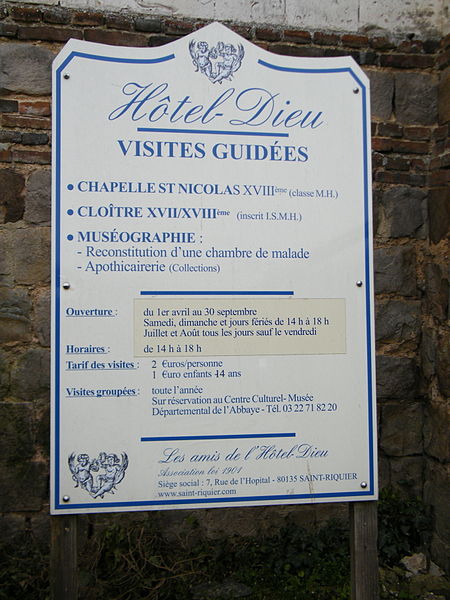 Hôtel-Dieu
VISITES GUIDÉES
• CHAPELLE ST NICOLAS XVIIIème (classe M.H.)
• CLOÎTRE XVII/XVIIIème (inscrit I.S.M.H.)
• MUSÉOGRAPHIE :
- Reconstitution d'une chambre de malade
- Apothicairerie (Collections)
Ouverture : du 1er avril au 30 septembre
Samedi, dimanche et jours fériés de 14 h à 18 h
Juillet et Août tous les jours sauf le vendredi
Horaires : de 14 h à 18 h
Tarif des visites : 2 €uros/personne
1 €uro enfants 14 ans
Visites groupées : toute l'année
Sur réservation au Centre Culturel- Musée
Départemental de l'Abbaye - Tél. 03 22 71 82 20
Les amis de l'Hôtel-Dieu
Association loi 1901
Siège social : 7, Rue de l'Hopital - 80135 SAINT-RIQUIER
www.saint-riquier.com